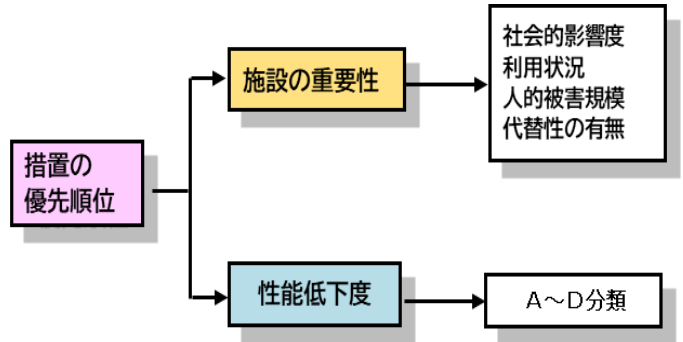 措置の
優先順位
施設の重要性
社会的影響度
利用状況
人的被害規模
代替性の有無
性能低下度
A～D分類